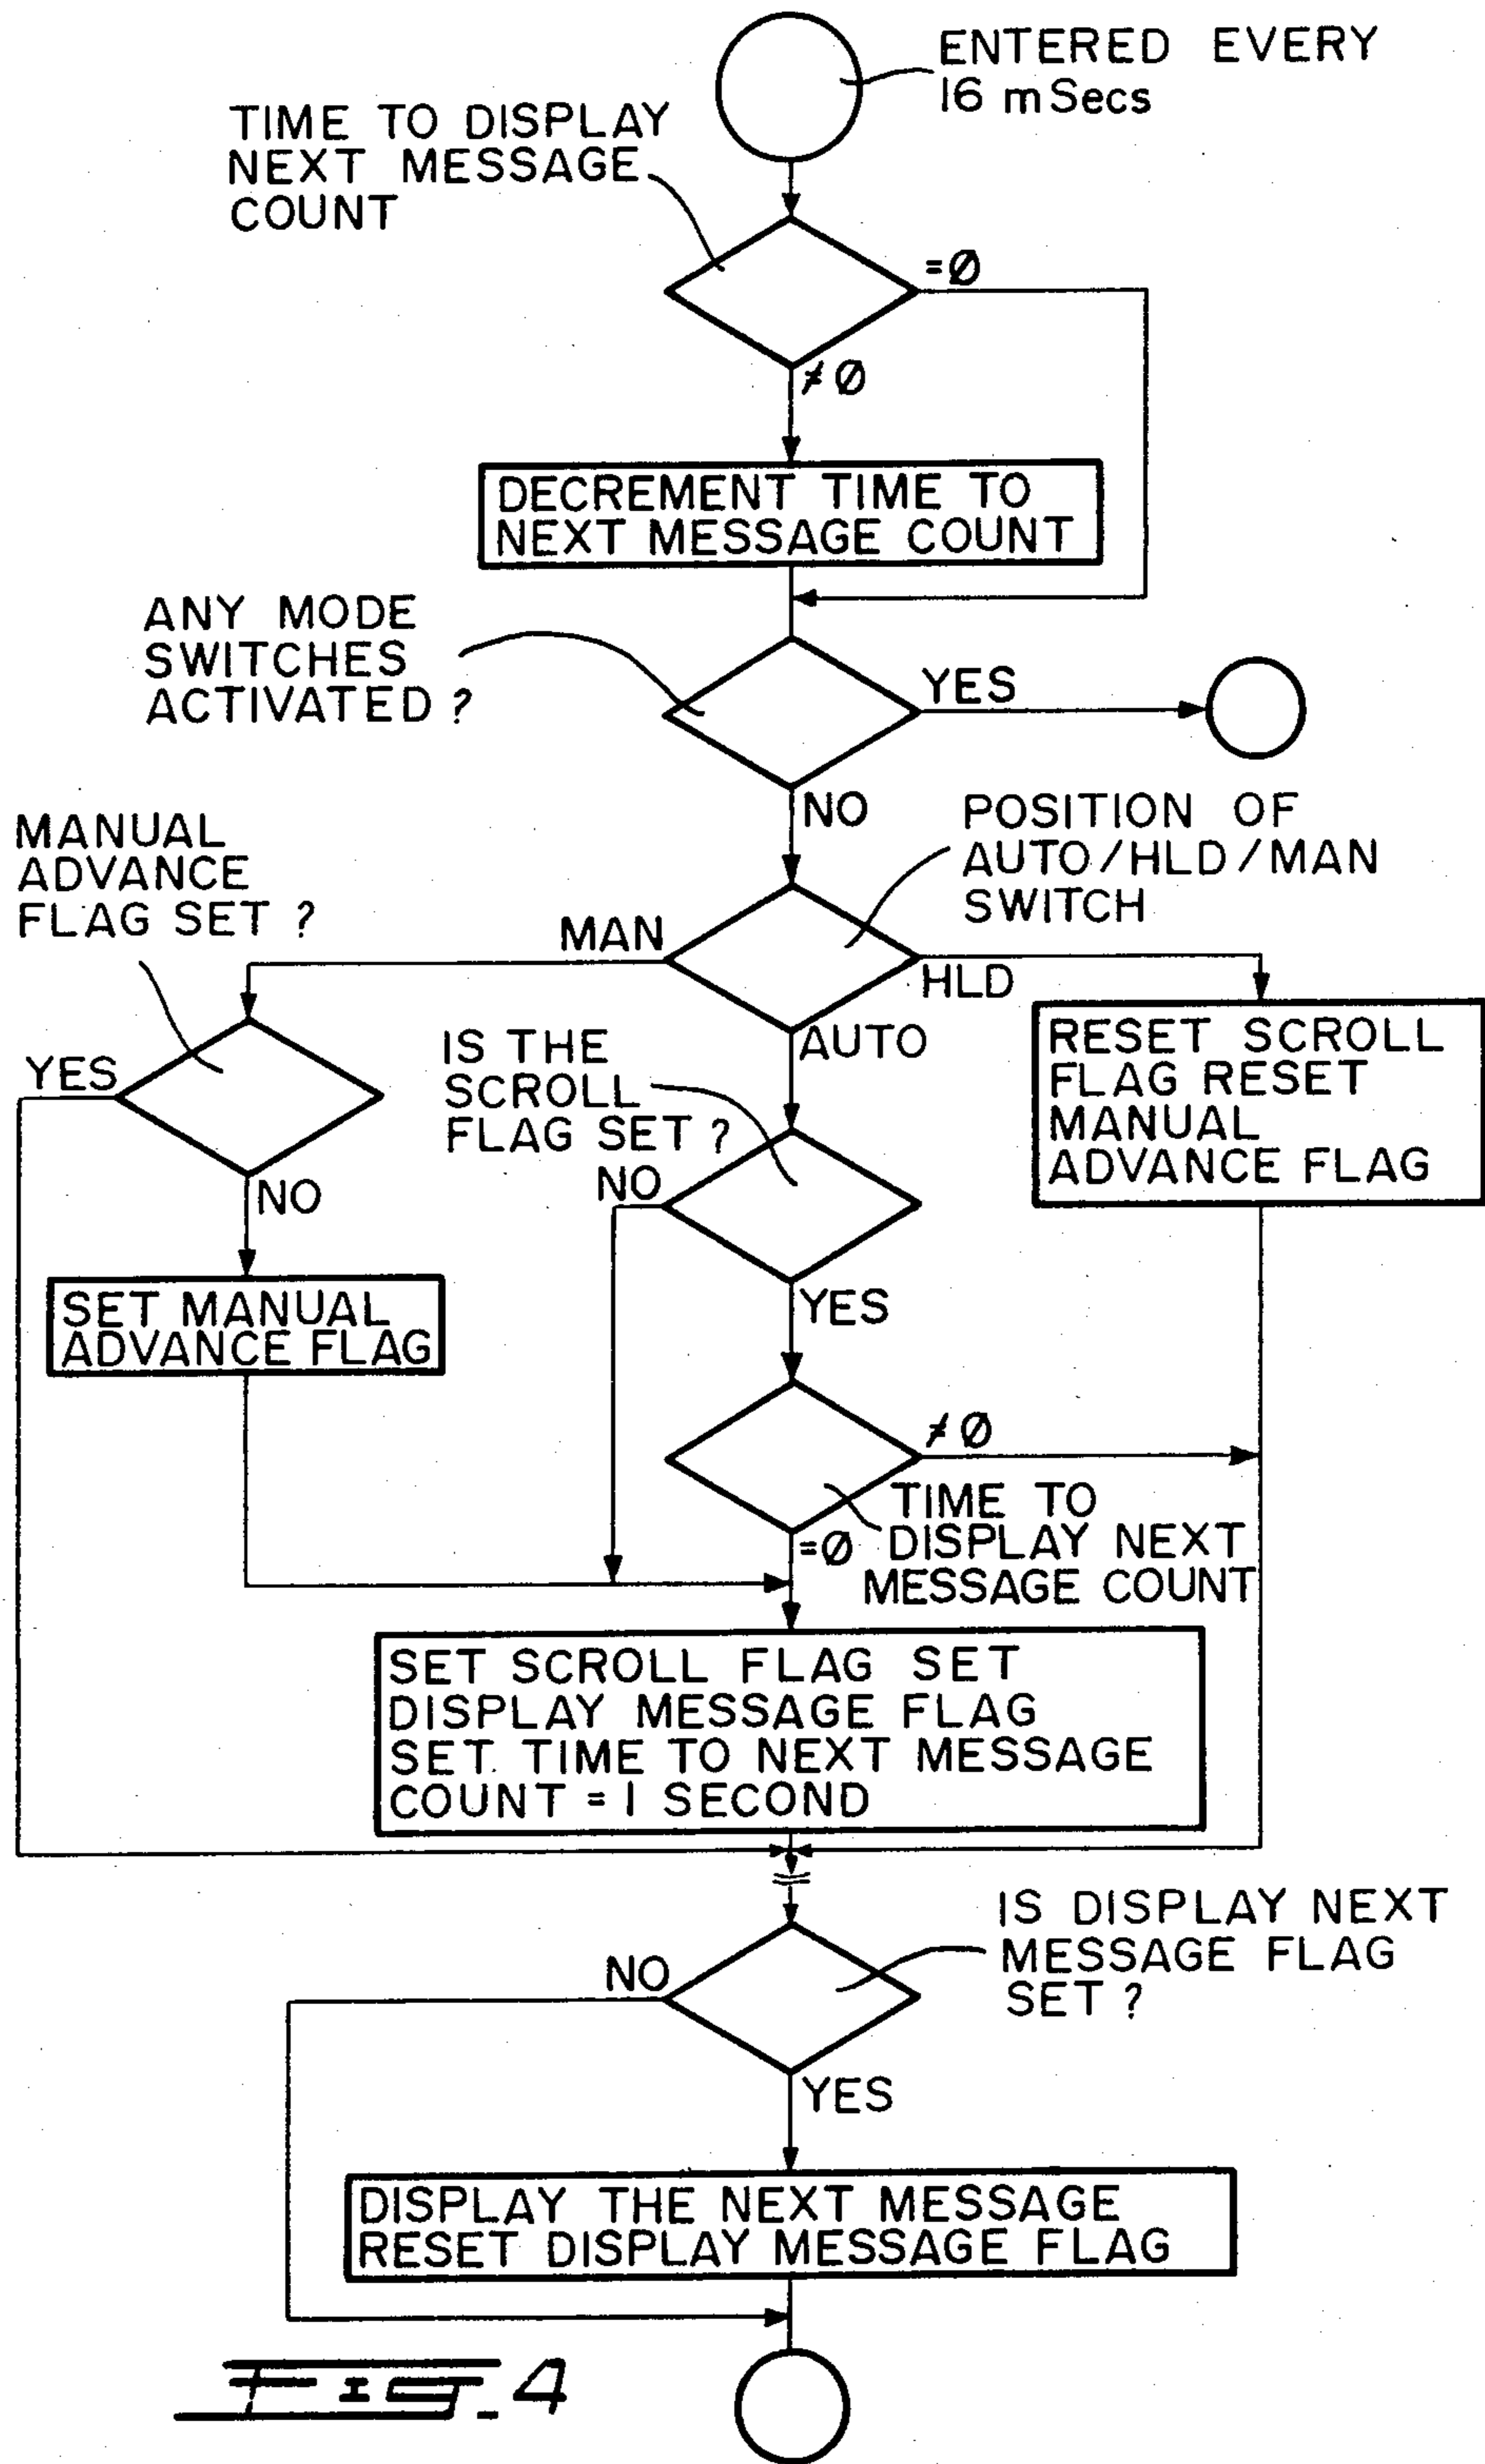 ENTERED EVERY
16 mSecs
TIME TO DISPLAY
NEXT MESSAGE
COUNT
=Ø
≠Ø
DECREMENT TIME TO
NEXT MESSAGE COUNT
ANY MODE
SWITCHES
ACTIVATED ?
YES
NO
POSITION OF
AUTO/HLD/MAN
SWITCH
MANUAL
ADVANCE
FLAG SET ?
MAN
HLD
AUTO
YES
NO
IS THE
SCROLL
FLAG SET ?
NO
YES
RESET SCROLL
FLAG RESET
MANUAL
ADVANCE FLAG
SET MANUAL
ADVANCE FLAG
≠Ø
=Ø
TIME TO
DISPLAY NEXT
MESSAGE COUNT
SET SCROLL FLAG SET
DISPLAY MESSAGE FLAG
SET TIME TO NEXT MESSAGE
COUNT = 1 SECOND
IS DISPLAY NEXT
MESSAGE FLAG
SET ?
NO
YES
DISPLAY THE NEXT MESSAGE
RESET DISPLAY MESSAGE FLAG
FIG. 4